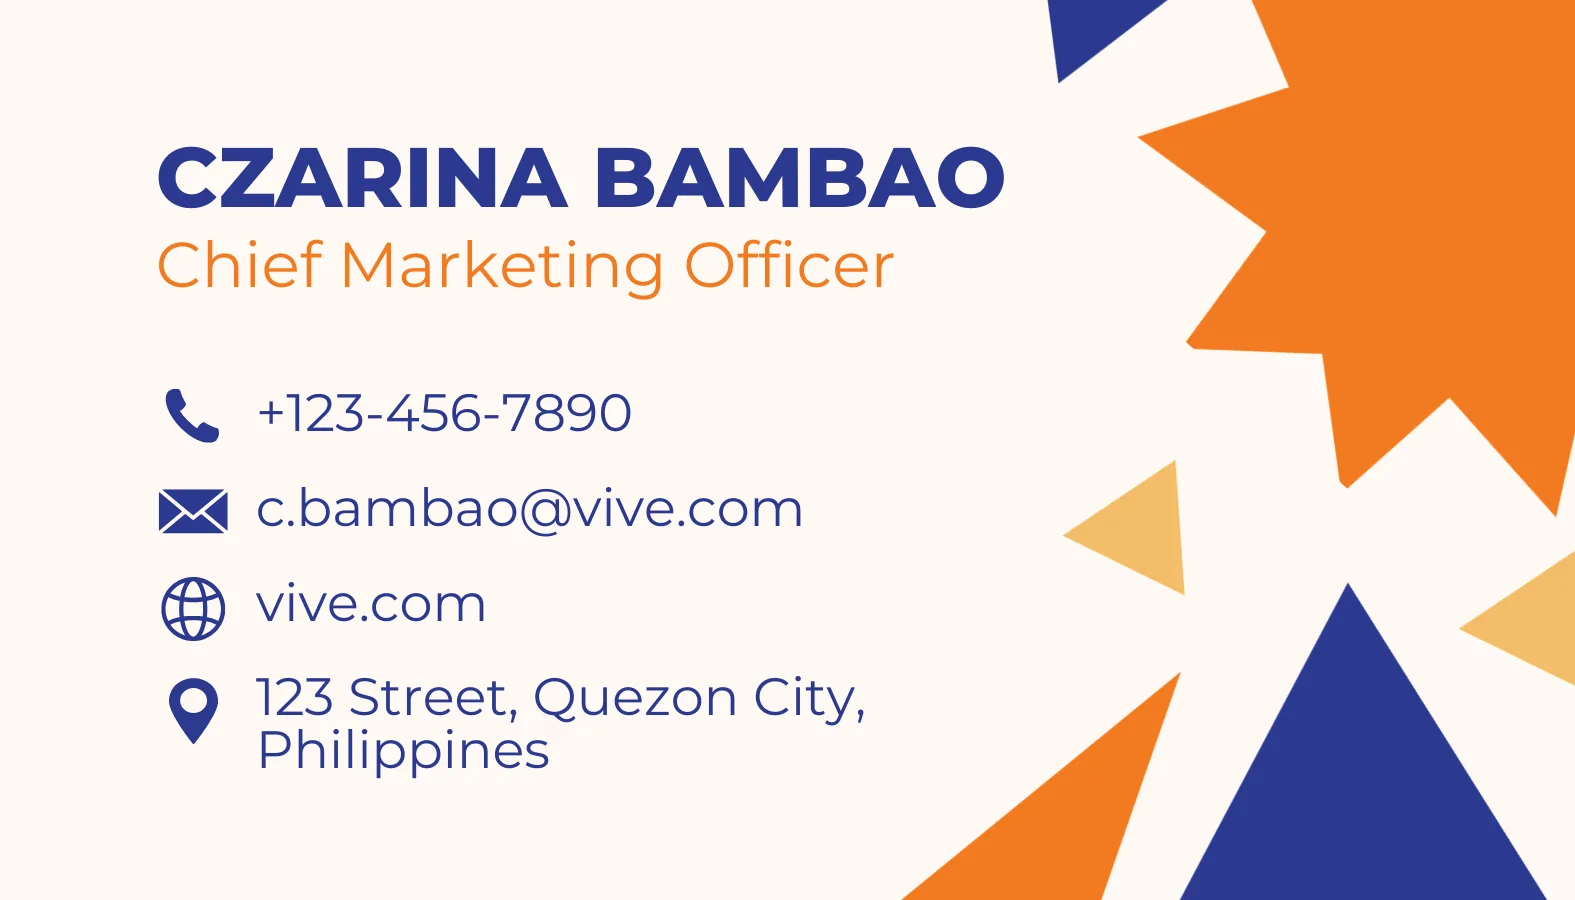 CZARINA BAMBAO
Chief Marketing Officer
+123-456-7890
c.bambao@vive.com
vive.com
123 Street, Quezon City,
Philippines